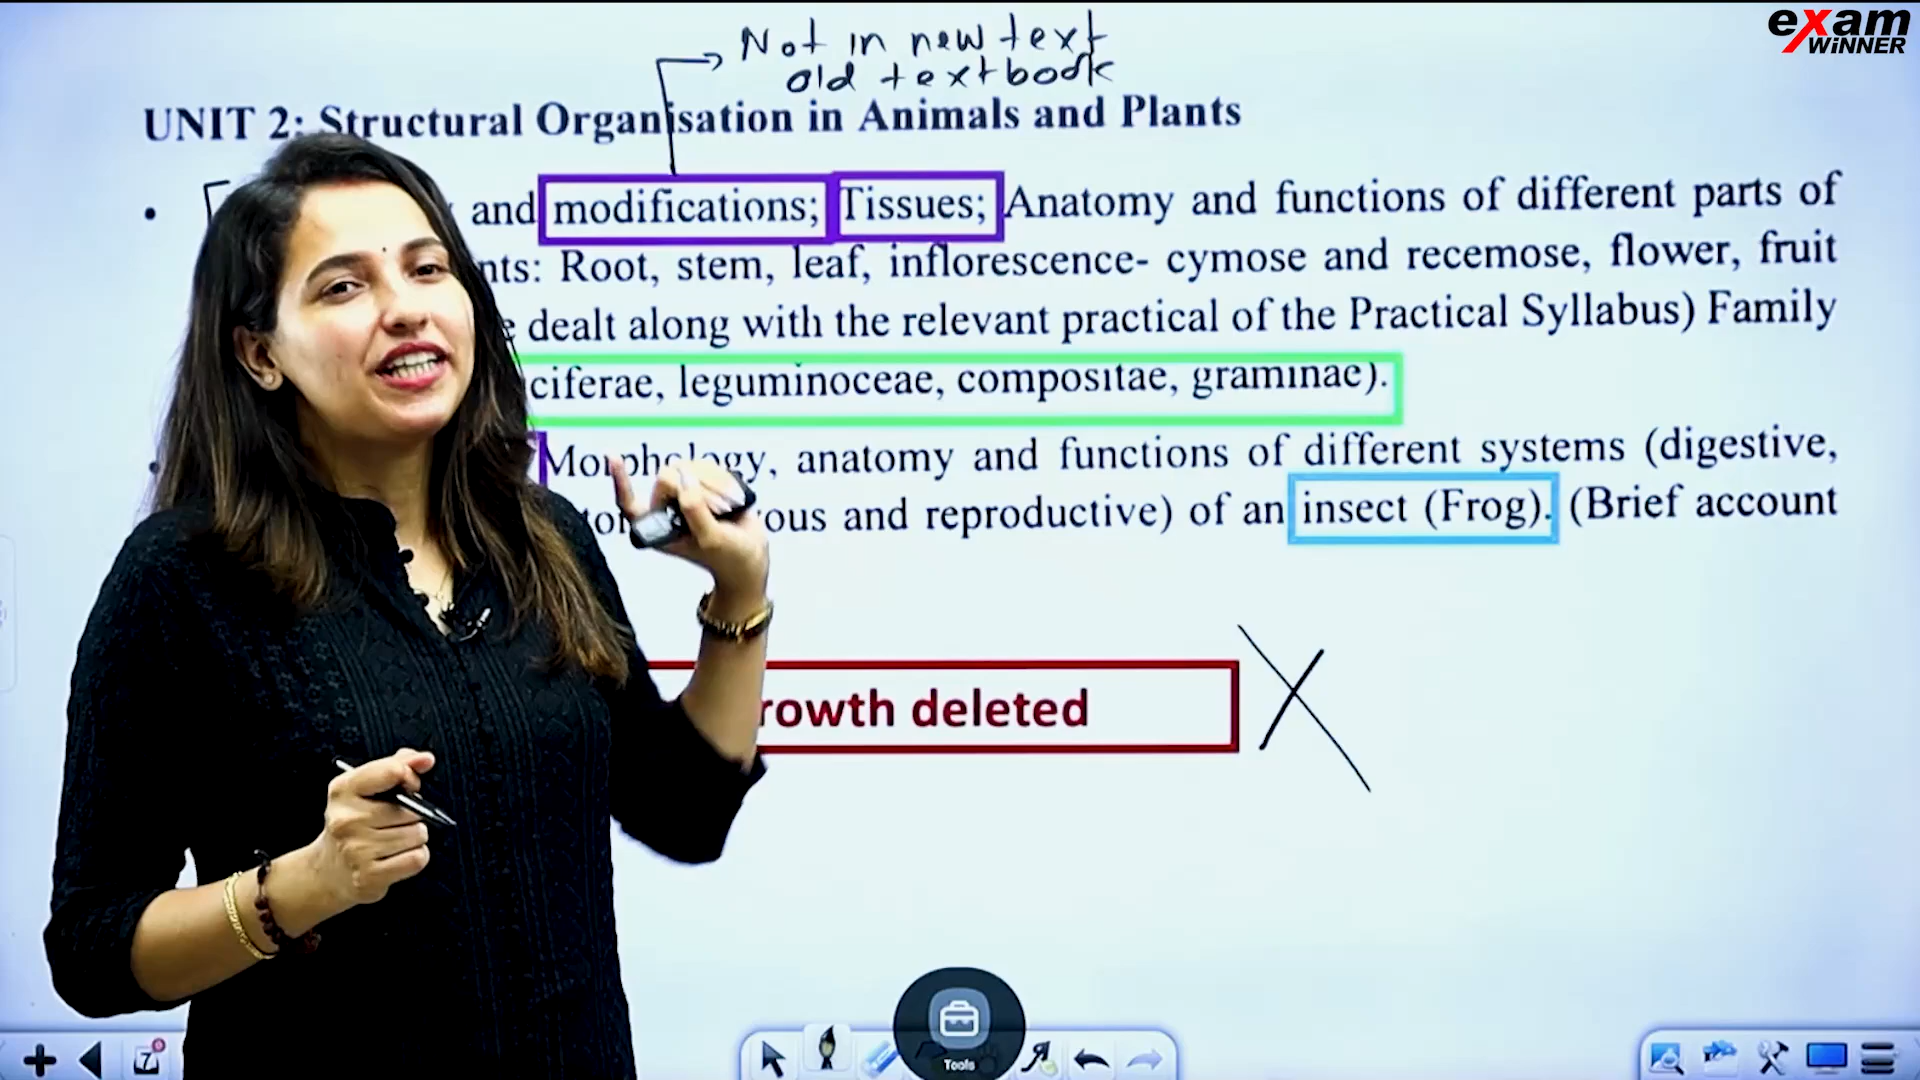 exam
WiNNER
Not in new text
old textbook
UNIT 2: Structural Organisation in Animals and Plants
• and modifications; Tissues; Anatomy and functions of different parts of
nts: Root, stem, leaf, inflorescence- cymose and recemose, flower, fruit
e dealt along with the relevant practical of the Practical Syllabus) Family
ciferae, leguminoceae, compositae, graminae).
• Morphology, anatomy and functions of different systems (digestive,
ous and reproductive) of an insect (Frog). (Brief account
rowth deleted
7
Tools